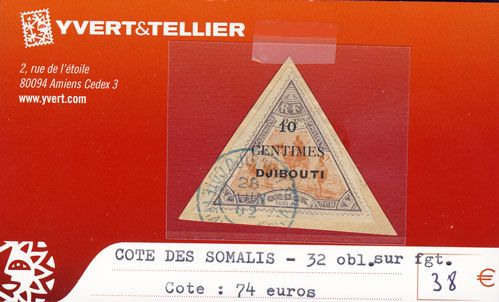 YVERT&TELLIER
2, rue de l'étoile
80094 Amiens Cedex 3
www.yvert.com
RF
10
CENTIMES
DJIBOUTI
COTE DES SOMALIS - 32 obl.sur fgt.
Cote : 74 euros
38 €